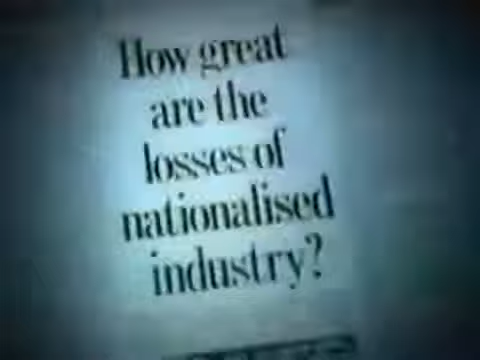 How great
are the
losses of
nationalised
industry?